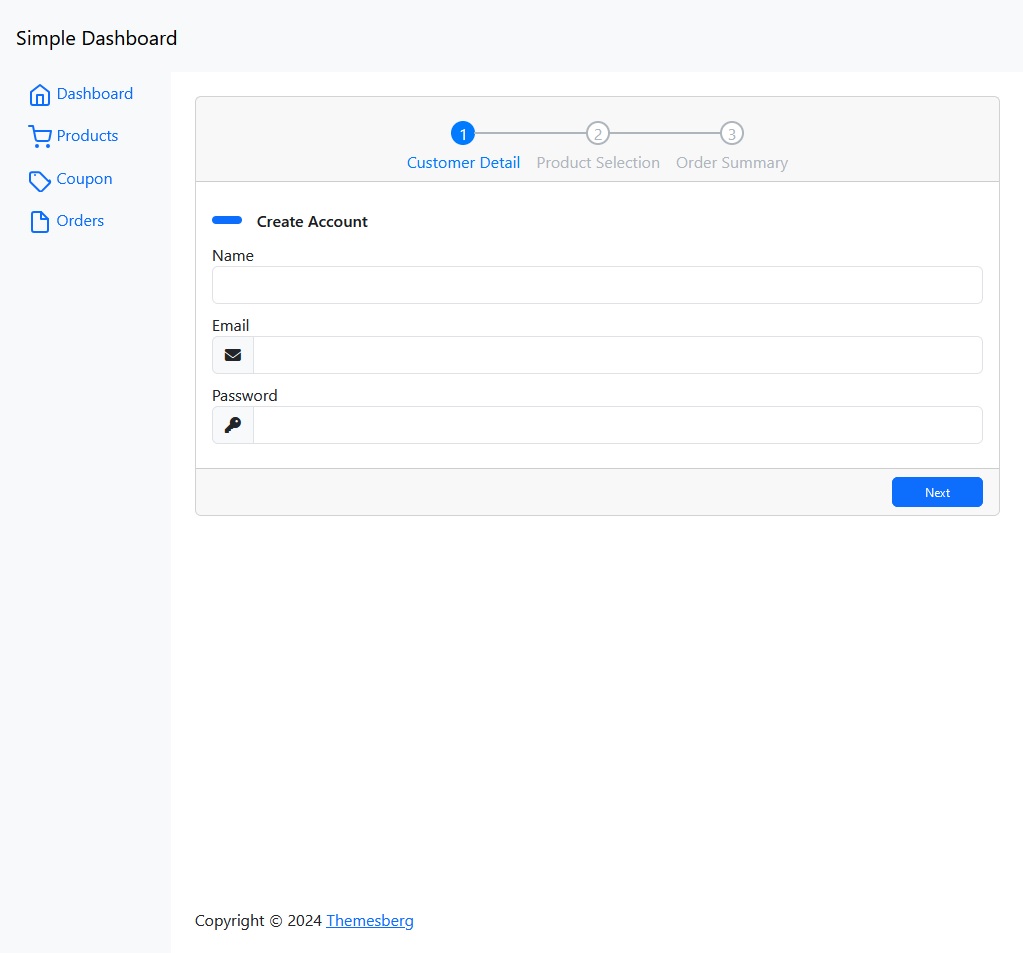 Simple Dashboard
Dashboard
Products
Coupon
Orders
1 2 3
Customer Detail Product Selection Order Summary
Create Account
Name
Email
Password
Next
Copyright © 2024 Themesberg